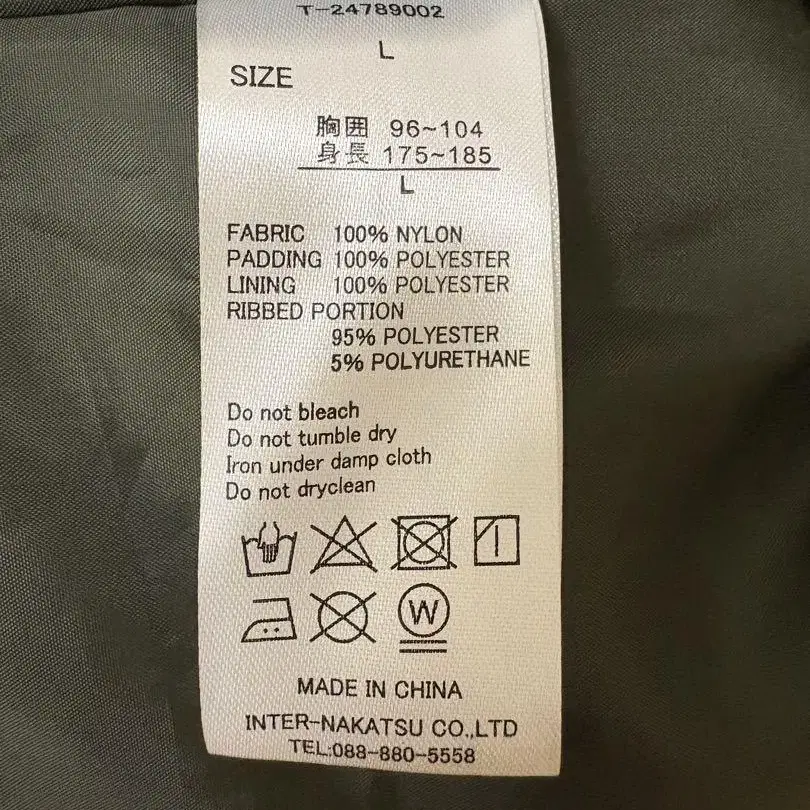 T-24789002
L
SIZE
胸囲 96~104
身長 175~185
L
FABRIC 100% NYLON
PADDING 100% POLYESTER
LINING 100% POLYESTER
RIBBED PORTION
95% POLYESTER
5% POLYURETHANE
Do not bleach
Do not tumble dry
Iron under damp cloth
Do not dryclean
W
MADE IN CHINA
INTER-NAKATSU CO.,LTD
TEL:088-880-5558